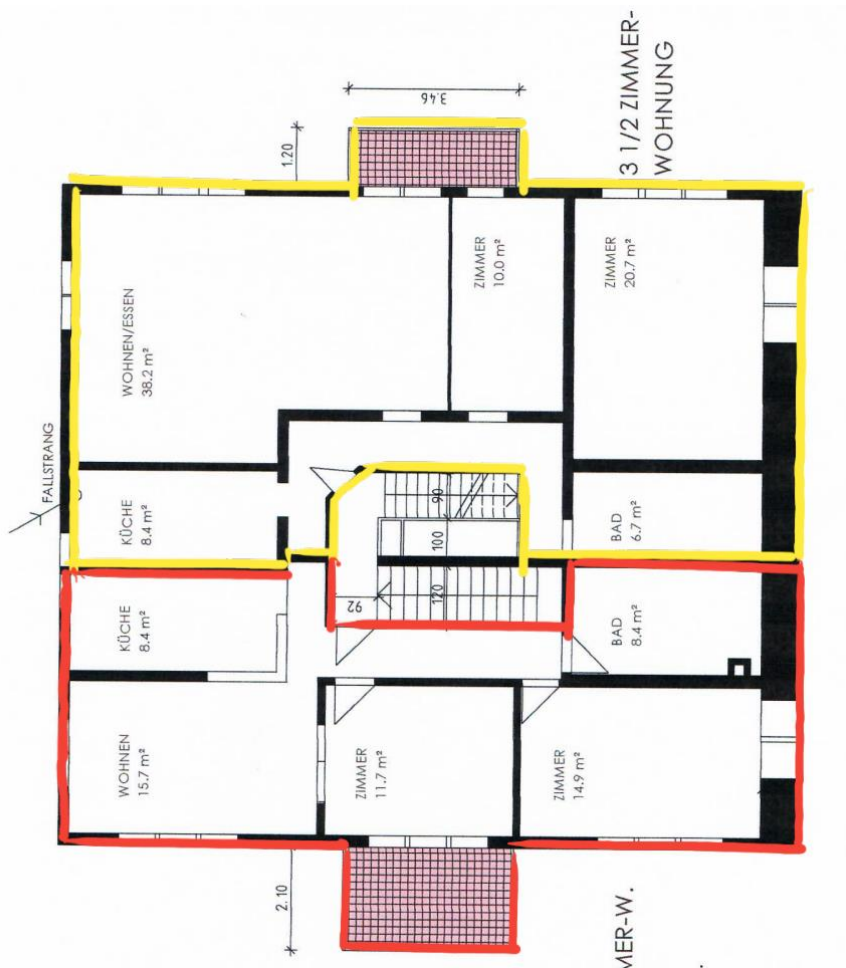 3.46
1.20
3 1/2 ZIMMER-
WOHNUNG
FALLSTRANG
WOHNEN/ESSEN
38.2 m²
ZIMMER
10.0 m²
ZIMMER
20.7 m²
KÜCHE
8.4 m²
90
100
BAD
6.7 m²
KÜCHE
8.4 m²
92
120
BAD
8.4 m²
WOHNEN
15.7 m²
ZIMMER
11.7 m²
ZIMMER
14.9 m²
2.10
MER-W.